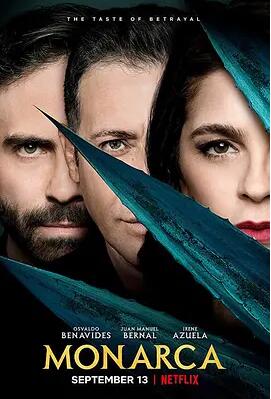 THE TASTE OF BETRAYAL
OSVALDO BENAVIDES
JUAN MANUEL BERNAL
IRENE AZUELA
MONARCA
SEPTEMBER 13 | NETFLIX